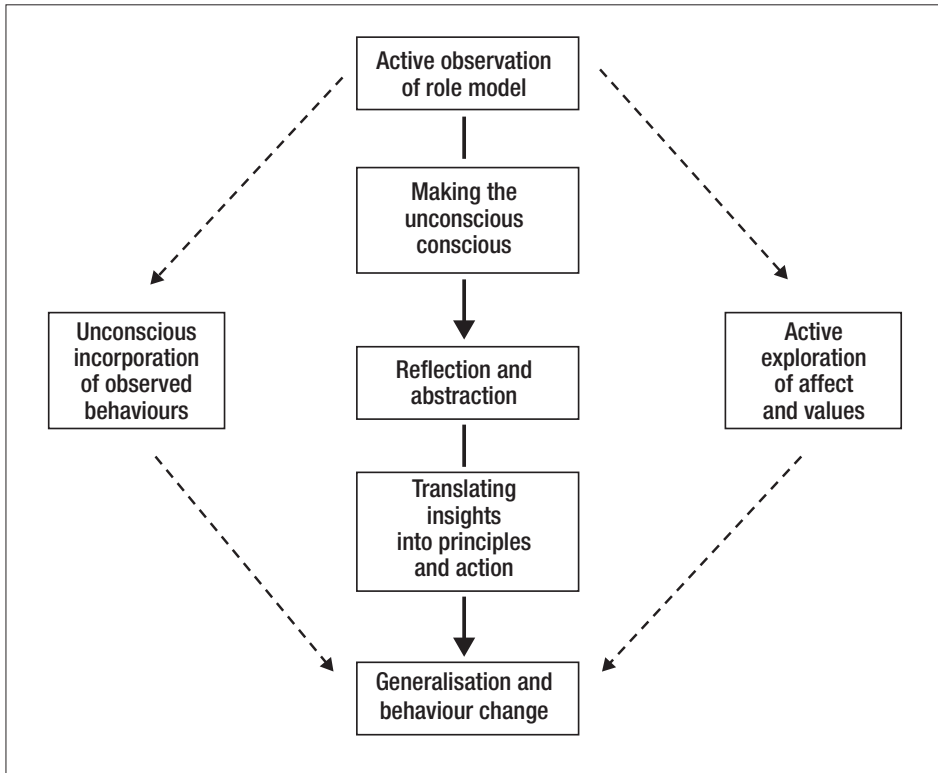 Active observation
of role model
Making the
unconscious
conscious
Unconscious
incorporation
of observed
behaviours
Reflection and
abstraction
Active
exploration
of affect
and values
Translating
insights
into principles
and action
Generalisation and
behaviour change